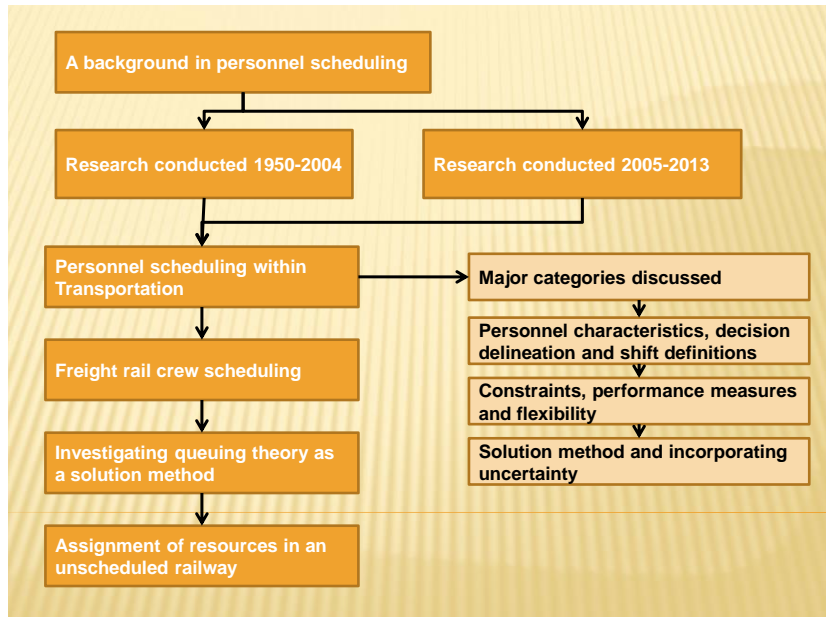 A background in personnel scheduling
Research conducted 1950-2004
Research conducted 2005-2013
Personnel scheduling within
Transportation
Major categories discussed
Personnel characteristics, decision
delineation and shift definitions
Freight rail crew scheduling
Constraints, performance measures
and flexibility
Investigating queuing theory as
a solution method
Solution method and incorporating
uncertainty
Assignment of resources in an
unscheduled railway